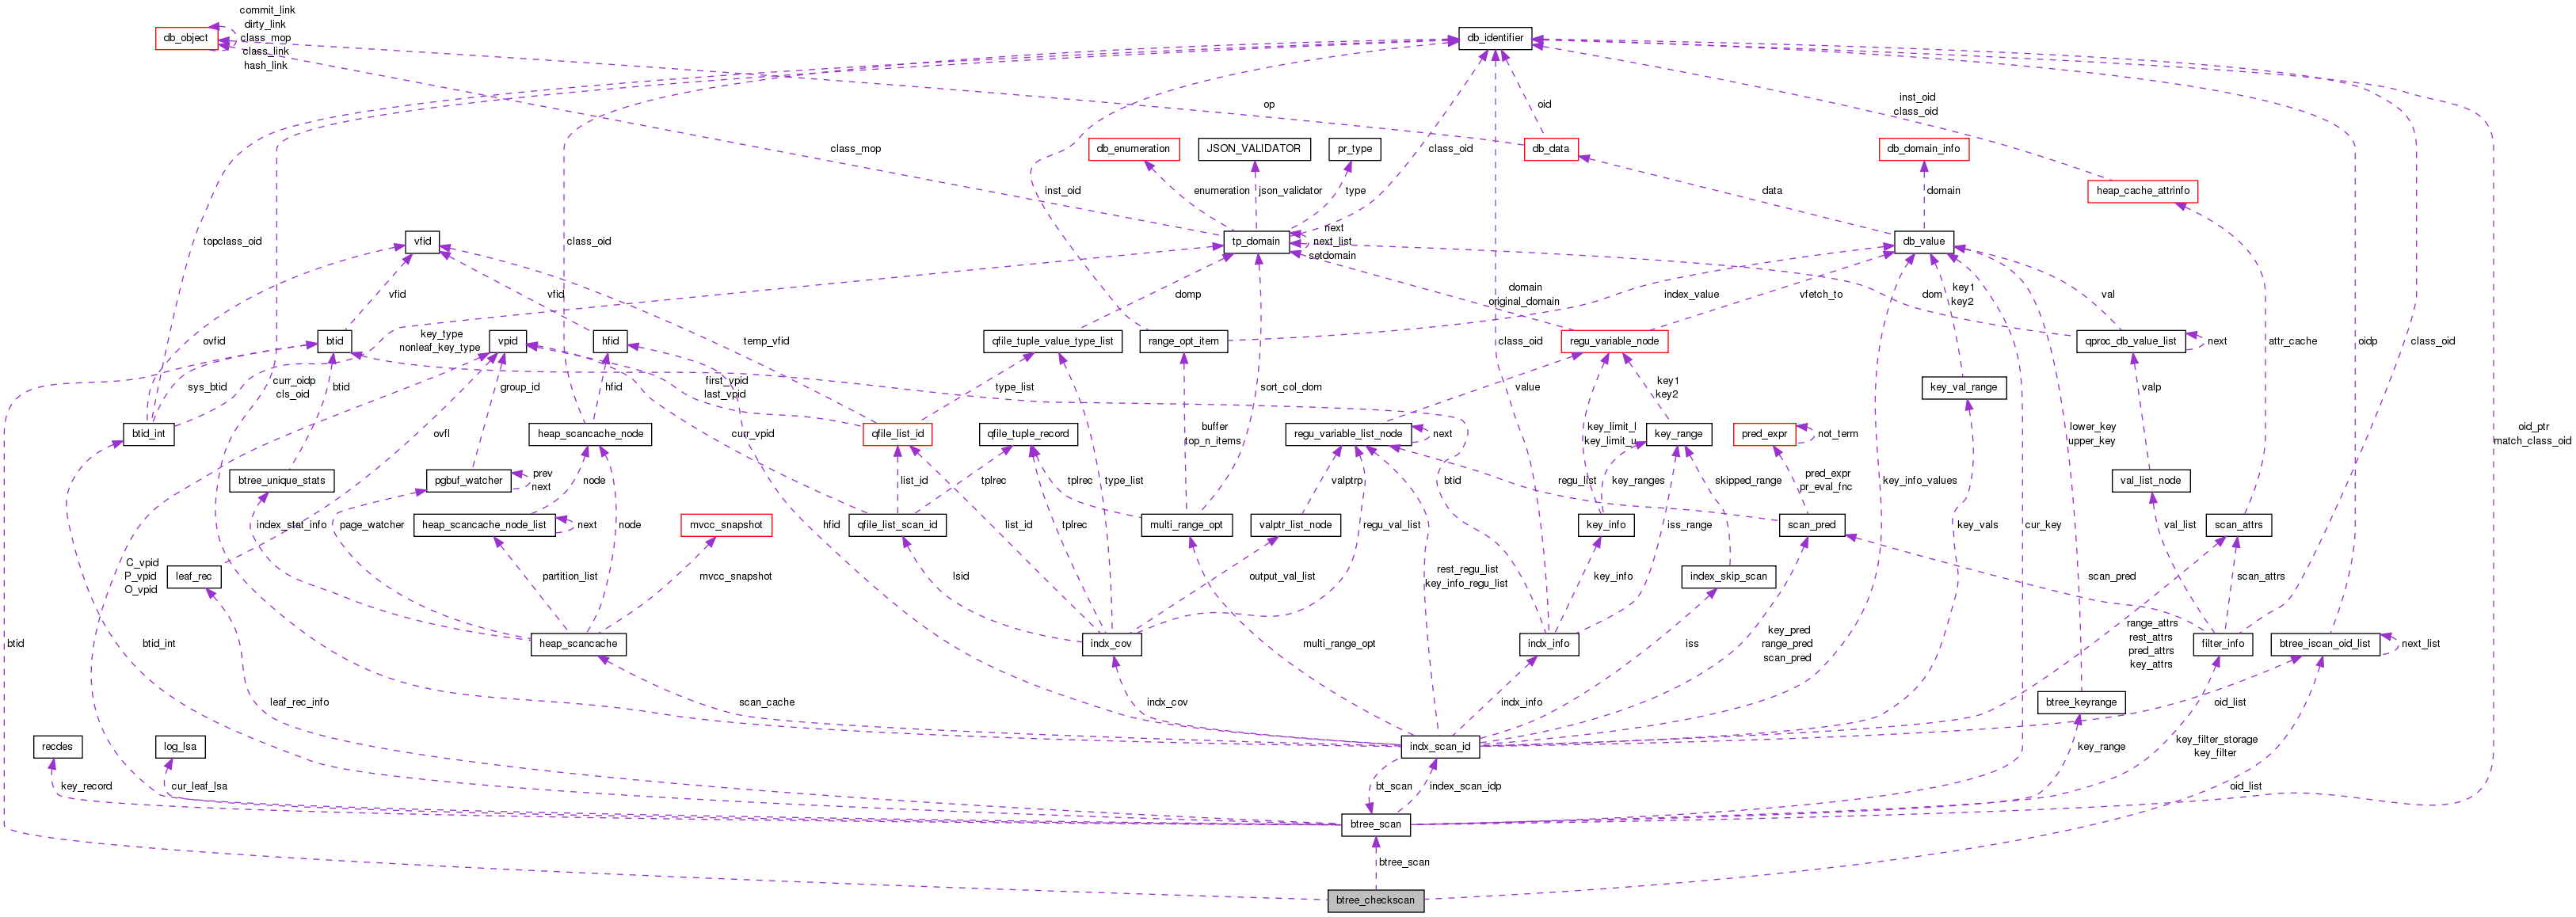 commit_link
dirty_link
class_mop
class_link
hash_link
db_object
db_identifier
op
oid
inst_oid
class_oid
class_mop
db_enumeration
JSON_VALIDATOR
pr_type
class_oid
db_data
db_domain_info
heap_cache_attrinfo
enumeration
json_validator
type
inst_oid
data
domain
topclass_oid
vfid
class_oid
tp_domain
next
next_list
setdomain
db_value
oidp
class_oid
attr_cache
vfid
vfid
domp
domain
original_domain
index_value
vfetch_to
dom
key1
key2
val
ovfid
btid
key_type
nonleaf_key_type
vpid
hfid
temp_vfid
qfile_tuple_value_type_list
range_opt_item
class_oid
regu_variable_node
qproc_db_value_list
next
sys_btid
btid
curr_oidp
cls_oid
group_id
hfid
first_vpid
last_vpid
type_list
sort_col_dom
value
key1
key2
key_val_range
valp
btid_int
ovfl
heap_scancache_node
curr_vpid
qfile_list_id
qfile_tuple_record
buffer
top_n_items
regu_variable_list_node
next
key_limit_l
key_limit_u
key_range
pred_expr
not_term
lower_key
upper_key
oid_ptr
match_class_oid
btree_unique_stats
pgbuf_watcher
prev
next
node
list_id
tplrec
tplrec
type_list
valptrp
btid
regu_list
key_ranges
skipped_range
pred_expr
pr_eval_fnc
key_info_values
val_list_node
index_stat_info
page_watcher
heap_scancache_node_list
next
node
mvcc_snapshot
hfid
qfile_list_scan_id
list_id
tplrec
multi_range_opt
valptr_list_node
regu_val_list
key_info
iss_range
scan_pred
key_vals
cur_key
val_list
scan_attrs
C_vpid
P_vpid
O_vpid
leaf_rec
partition_list
mvcc_snapshot
lsid
output_val_list
rest_regu_list
key_info_regu_list
key_info
index_skip_scan
scan_pred
scan_attrs
btid
btid_int
heap_scancache
indx_cov
multi_range_opt
indx_info
iss
key_pred
range_pred
scan_pred
range_attrs
rest_attrs
pred_attrs
key_attrs
filter_info
btree_iscan_oid_list
next_list
leaf_rec_info
scan_cache
indx_cov
indx_info
btree_keyrange
oid_list
recdes
log_lsa
indx_scan_id
key_range
key_filter_storage
key_filter
key_record
cur_leaf_lsa
bt_scan
index_scan_idp
oid_list
btree_scan
btree_scan
btree_checkscan